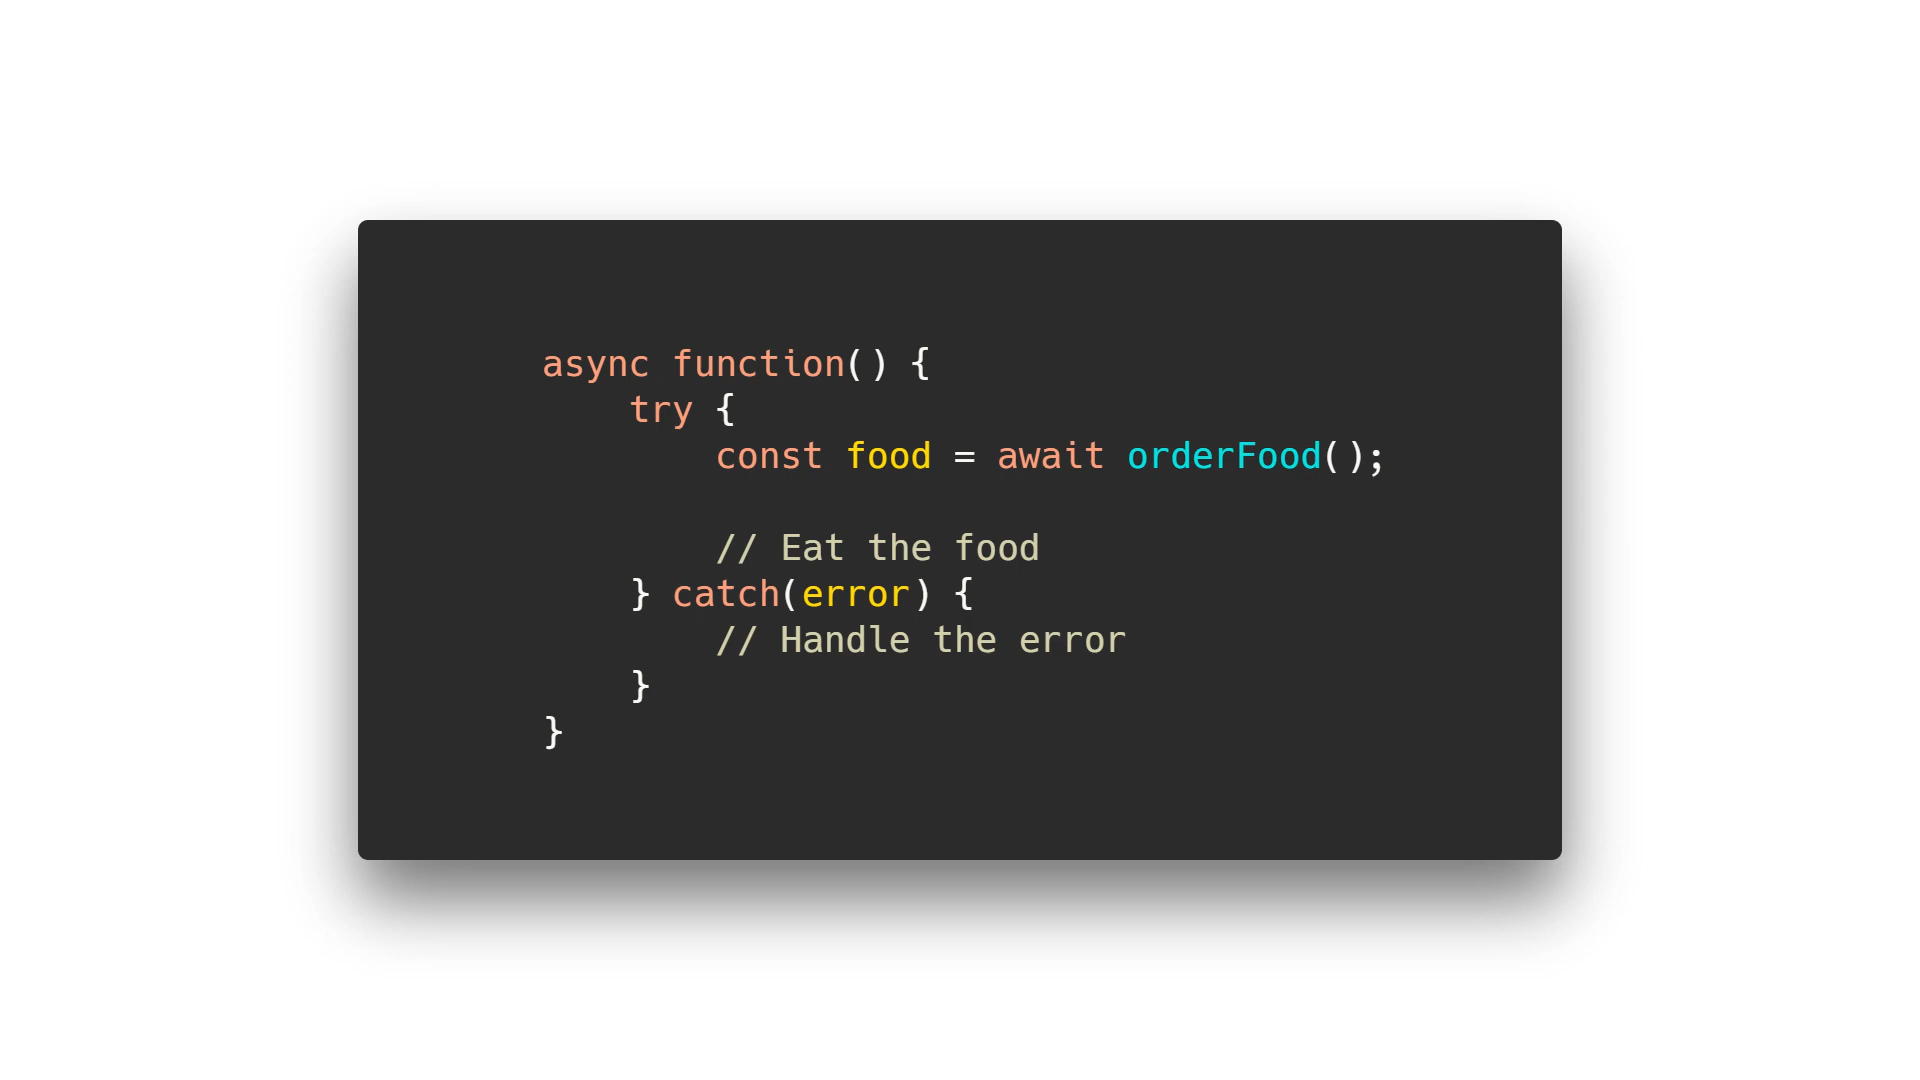 async function() {
    try {
        const food = await orderFood();

        // Eat the food
    } catch(error) {
        // Handle the error
    }
}